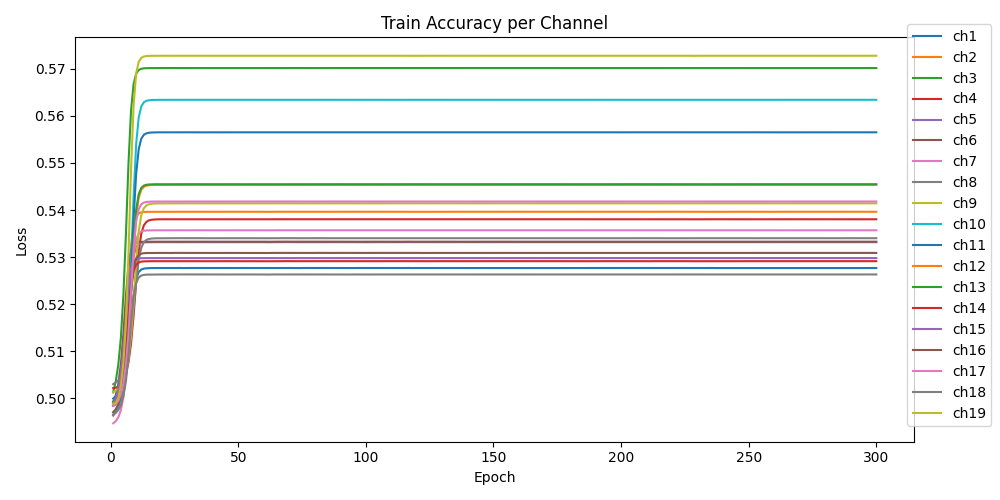 Train Accuracy per Channel
Loss
0.57
0.56
0.55
0.54
0.53
0.52
0.51
0.50
0
50
100
150
200
250
300
Epoch
ch1
ch2
ch3
ch4
ch5
ch6
ch7
ch8
ch9
ch10
ch11
ch12
ch13
ch14
ch15
ch16
ch17
ch18
ch19